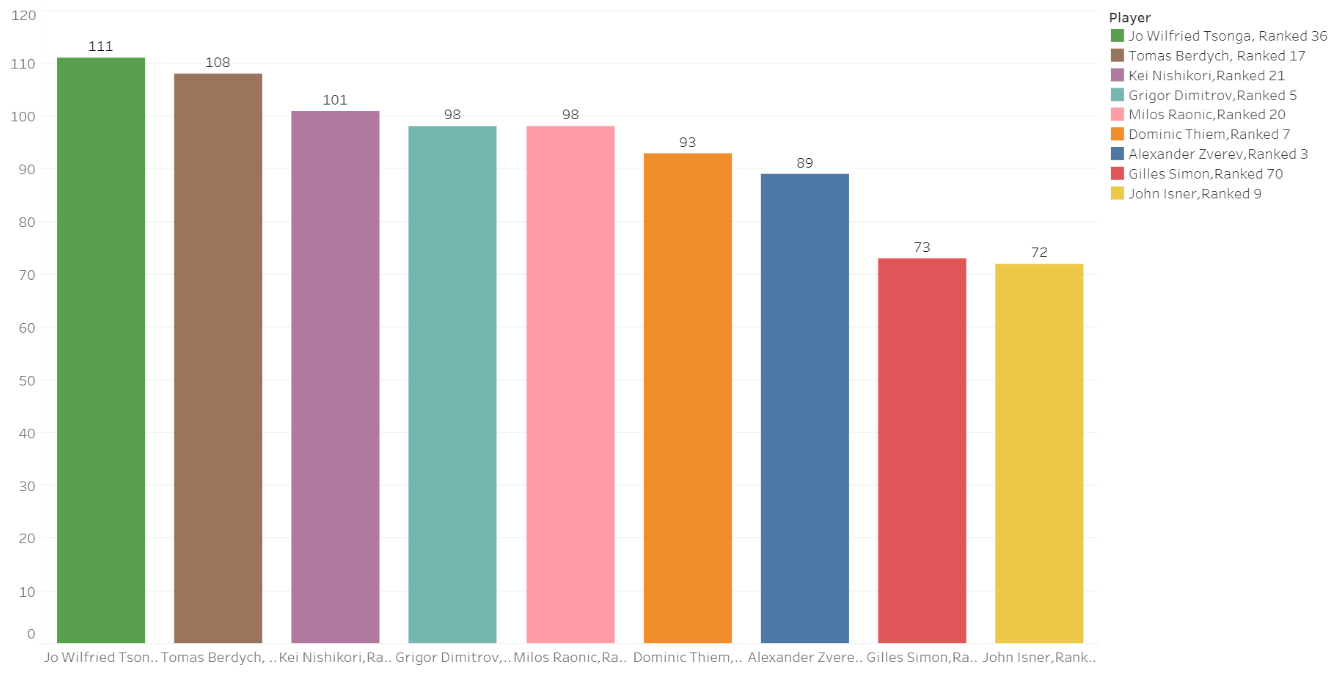 120
110
100
90
80
70
60
50
40
30
20
10
0
111
108
101
98
98
93
89
73
72
Jo Wilfried Tson..
Tomas Berdych, ..
Kei Nishikori,Ra..
Grigor Dimitrov,..
Milos Raonic,Ra..
Dominic Thiem,..
Alexander Zvere..
Gilles Simon,Ra..
John Isner,Rank..
Player
Jo Wilfried Tsonga, Ranked 36
Tomas Berdych, Ranked 17
Kei Nishikori,Ranked 21
Grigor Dimitrov,Ranked 5
Milos Raonic,Ranked 20
Dominic Thiem,Ranked 7
Alexander Zverev,Ranked 3
Gilles Simon,Ranked 70
John Isner,Ranked 9